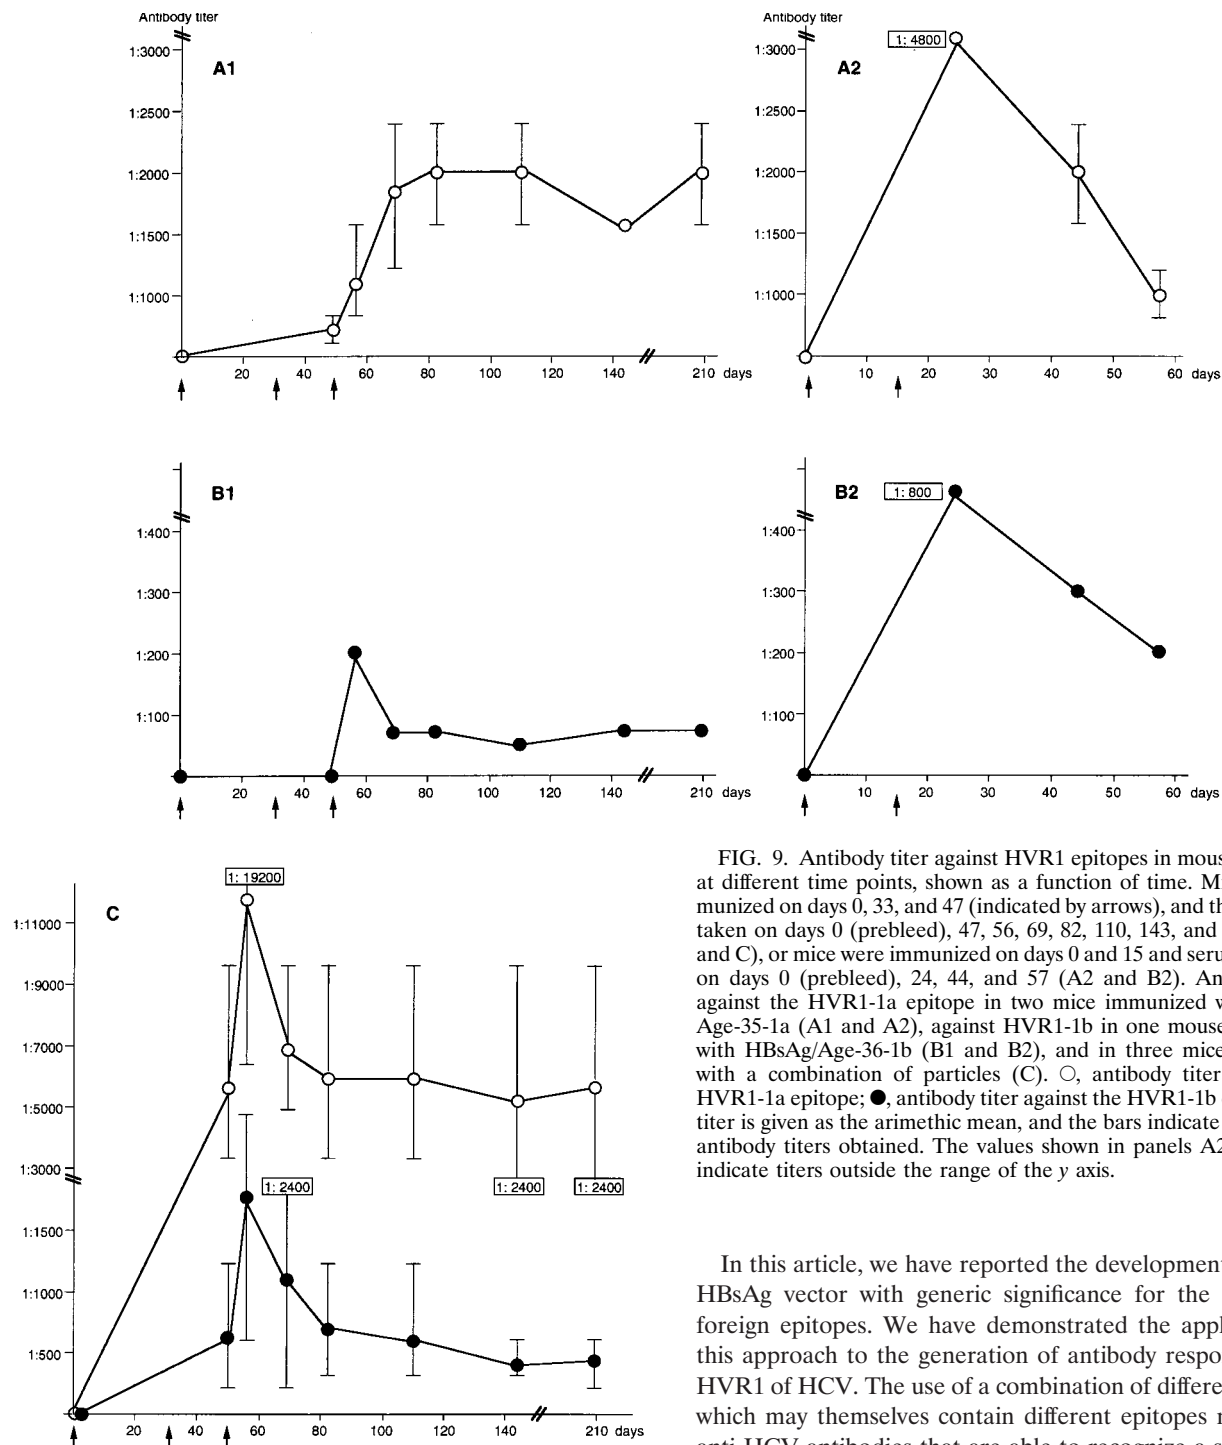 Antibody titer
1:3000
A1
1:2500
1:2000
1:1500
1:1000
20 40 60 80 100 120 140 210 days
Antibody titer
1:3000
1: 4800
A2
1:2500
1:2000
1:1500
1:1000
10 20 30 40 50 60 days
B1
1:400
1:300
1:200
1:100
20 40 60 80 100 120 140 210 days
B2
1: 800
1:400
1:300
1:200
1:100
10 20 30 40 50 60 days
1: 19200
C
1:11000
1:9000
1:7000
1:5000
1:3000
1: 2400
1: 2400
1: 2400
1:1500
1:1000
1:500
20 40 60 80 100 120 140 210 days
FIG. 9. Antibody titer against HVR1 epitopes in mous
at different time points, shown as a function of time. M
munized on days 0, 33, and 47 (indicated by arrows), and th
taken on days 0 (prebleed), 47, 56, 69, 82, 110, 143, and
and C), or mice were immunized on days 0 and 15 and seru
on days 0 (prebleed), 24, 44, and 57 (A2 and B2). An
against the HVR1-1a epitope in two mice immunized w
Age-35-1a (A1 and A2), against HVR1-1b in one mouse
with HBsAg/Age-36-1b (B1 and B2), and in three mice
with a combination of particles (C). ○, antibody titer
HVR1-1a epitope; ●, antibody titer against the HVR1-1b
titer is given as the arimethic mean, and the bars indicate
antibody titers obtained. The values shown in panels A2
indicate titers outside the range of the y axis.
In this article, we have reported the development
HBsAg vector with generic significance for the
foreign epitopes. We have demonstrated the appl
this approach to the generation of antibody respo
HVR1 of HCV. The use of a combination of differe
which may themselves contain different epitopes